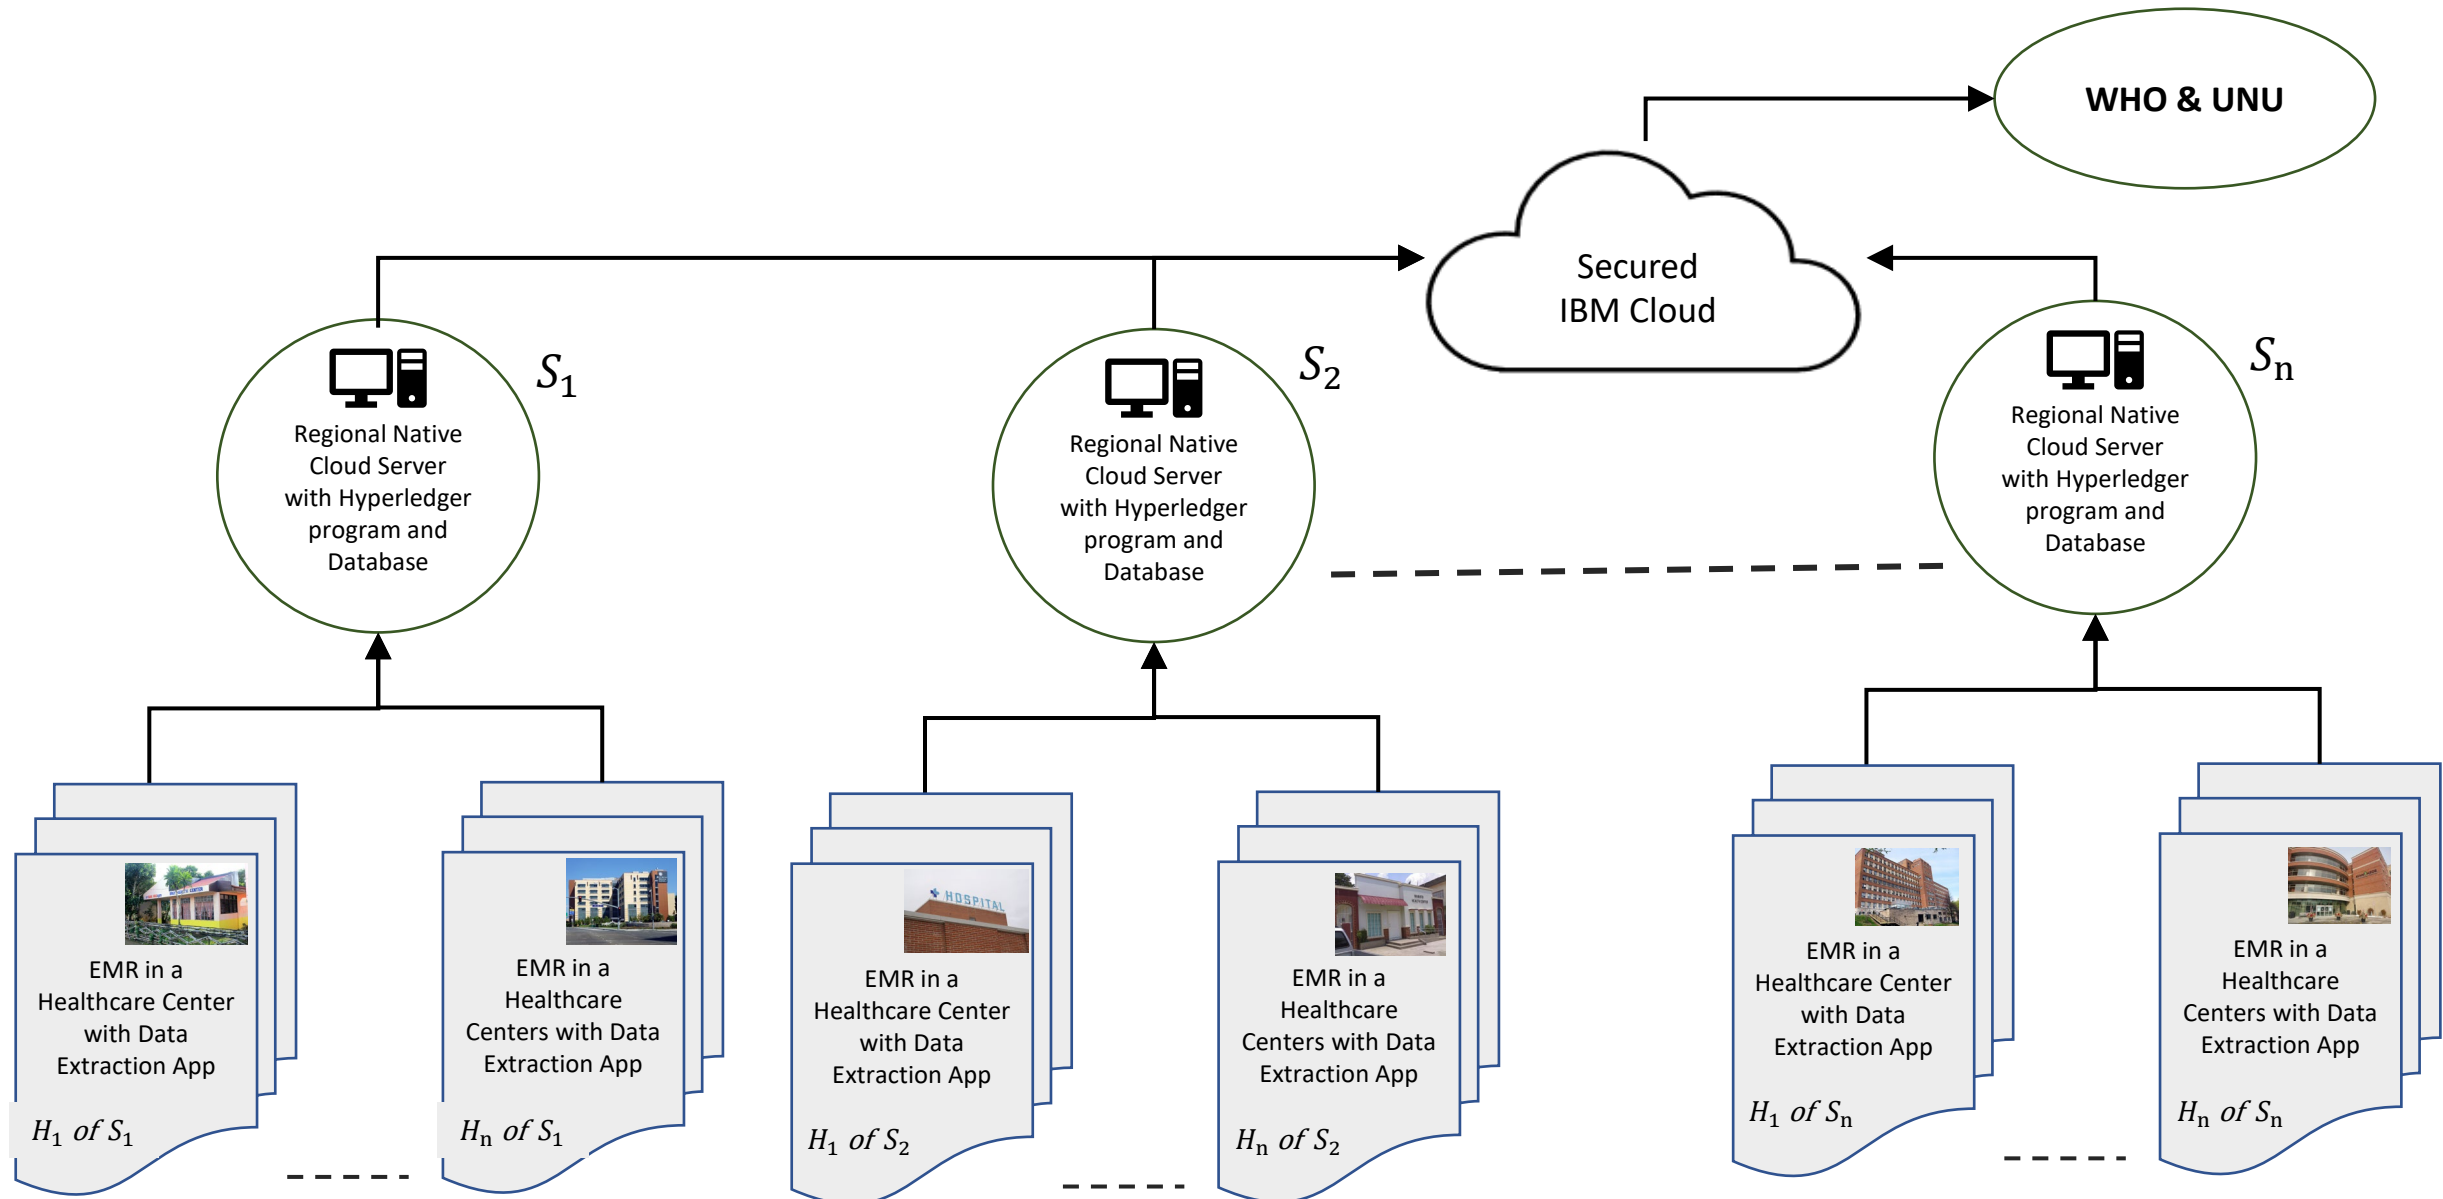 WHO & UNU
Secured
IBM Cloud
S₁
Regional Native
Cloud Server
with Hyperledger
program and
Database
S₂
Regional Native
Cloud Server
with Hyperledger
program and
Database
Sₙ
Regional Native
Cloud Server
with Hyperledger
program and
Database
EMR in a
Healthcare Center
with Data
Extraction App
H₁ of S₁
EMR in a
Healthcare
Centers with Data
Extraction App
Hₙ of S₁
HOSPITAL
EMR in a
Healthcare Center
with Data
Extraction App
H₁ of S₂
EMR in a
Healthcare
Centers with Data
Extraction App
Hₙ of S₂
EMR in a
Healthcare Center
with Data
Extraction App
H₁ of Sₙ
EMR in a
Healthcare
Centers with Data
Extraction App
Hₙ of Sₙ